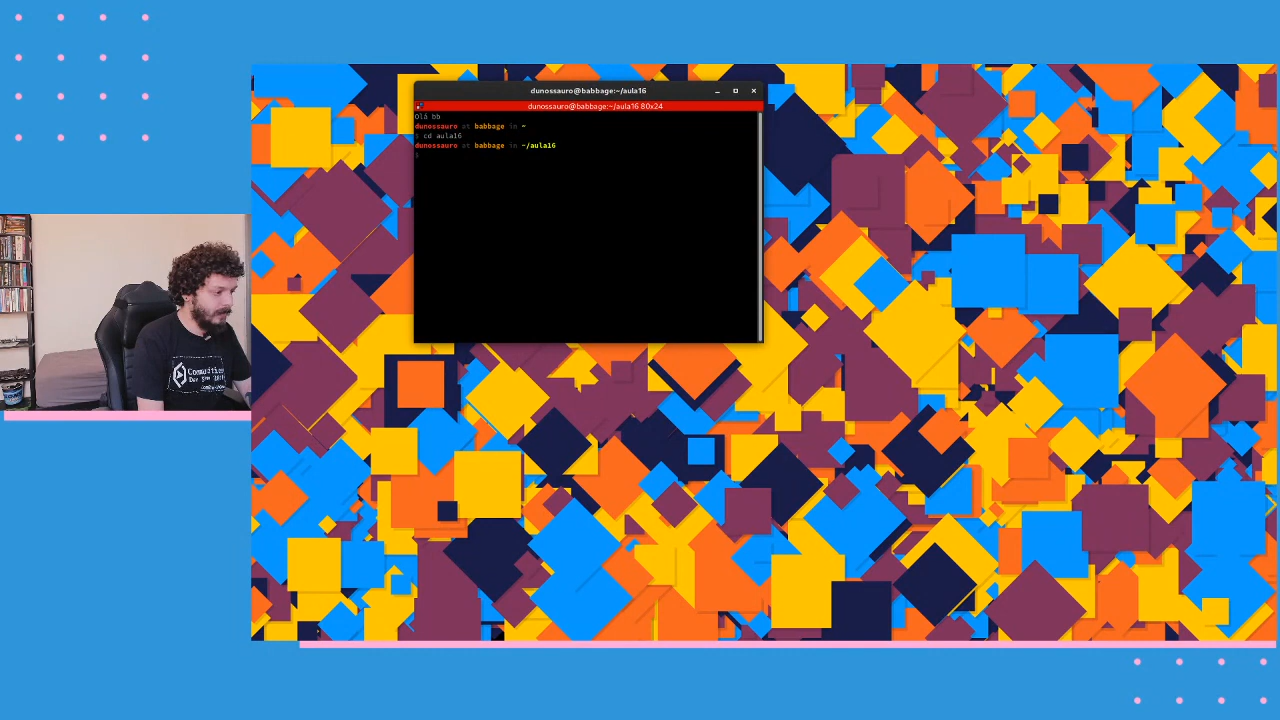 dunossauro@babbage:~/aula16
dunossauro@babbage:~/aula16 80x24
Olá bb
dunossauro at babbage in ~
$ cd aula16
dunossauro at babbage in ~/aula16
$